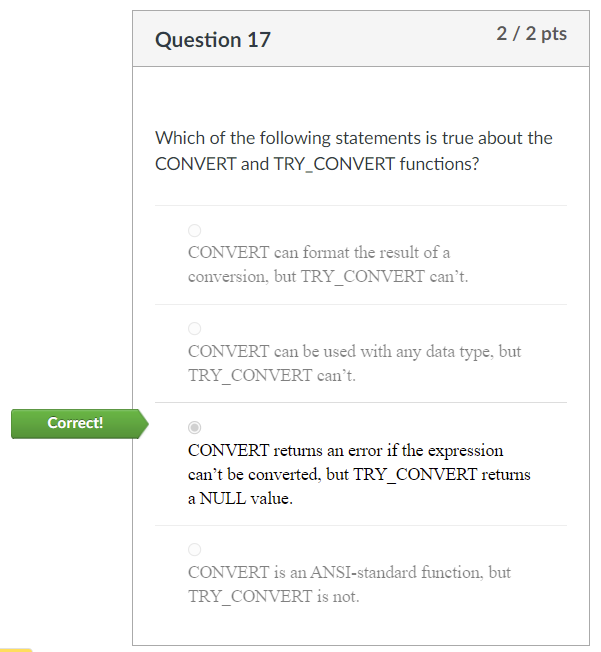 Question 17
2 / 2 pts
Which of the following statements is true about the
CONVERT and TRY_CONVERT functions?
CONVERT can format the result of a
conversion, but TRY_CONVERT can’t.
CONVERT can be used with any data type, but
TRY_CONVERT can’t.
Correct!
CONVERT returns an error if the expression
can’t be converted, but TRY_CONVERT returns
a NULL value.
CONVERT is an ANSI-standard function, but
TRY_CONVERT is not.